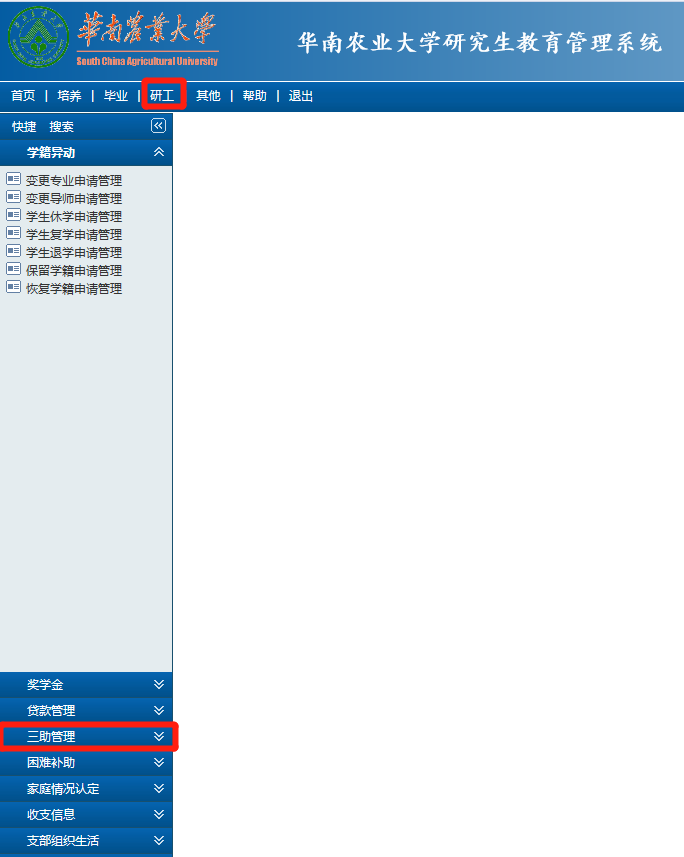 華南農業大學
South China Agricultural University
华南农业大学研究生教育管理系统
首页 | 培养 | 毕业 | 研工 其他 | 帮助 | 退出
快捷 搜索
学籍异动
变更专业申请管理
变更导师申请管理
学生休学申请管理
学生复学申请管理
学生退学申请管理
保留学籍申请管理
恢复学籍申请管理
奖学金
贷款管理
三助管理
困难补助
家庭情况认定
收支信息
支部组织生活